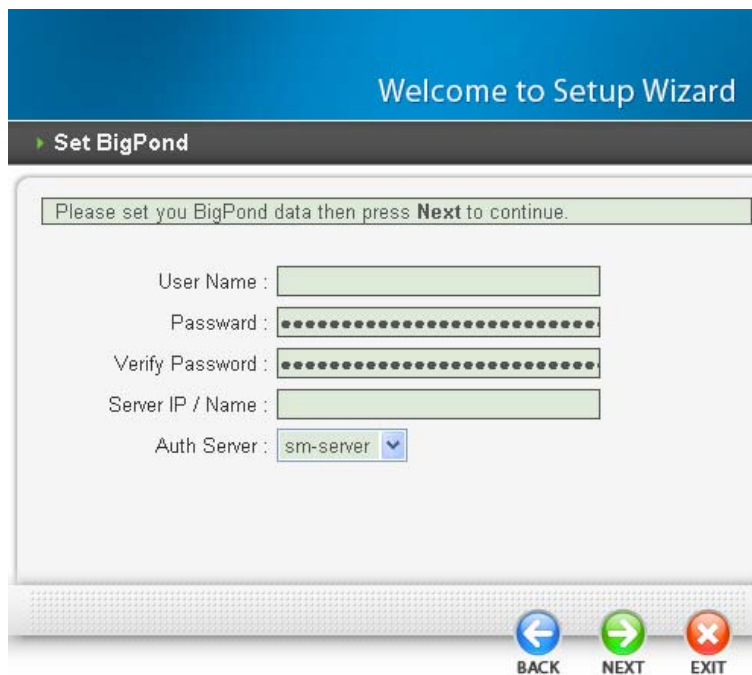 Welcome to Setup Wizard
Set BigPond
Please set you BigPond data then press Next to continue.
User Name :
Passward :
Verify Password :
Server IP / Name :
Auth Server : sm-server
BACK NEXT EXIT